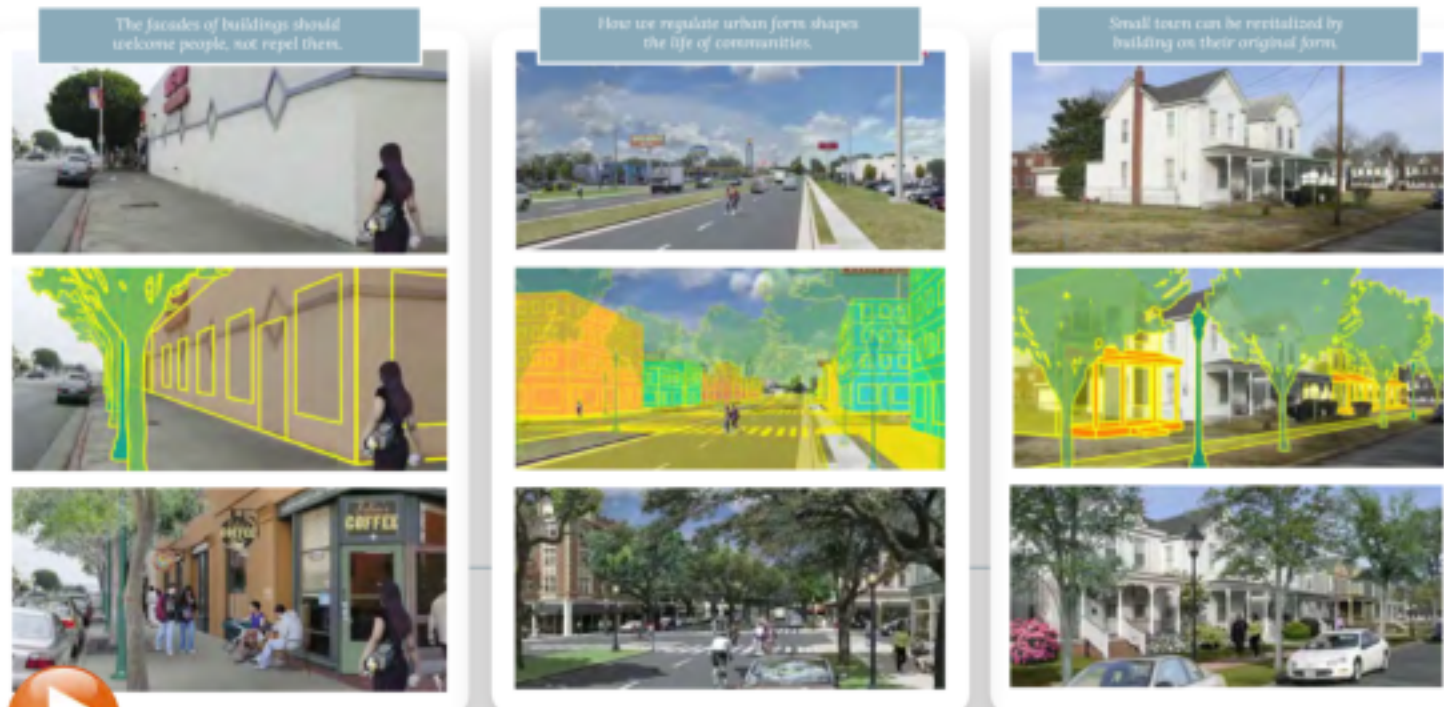 The facades of buildings should
welcome people, not repel them.
How we regulate urban form shapes
the life of communities.
Small town can be revitalized by
building on their original form.
COFFEE
COFFEE